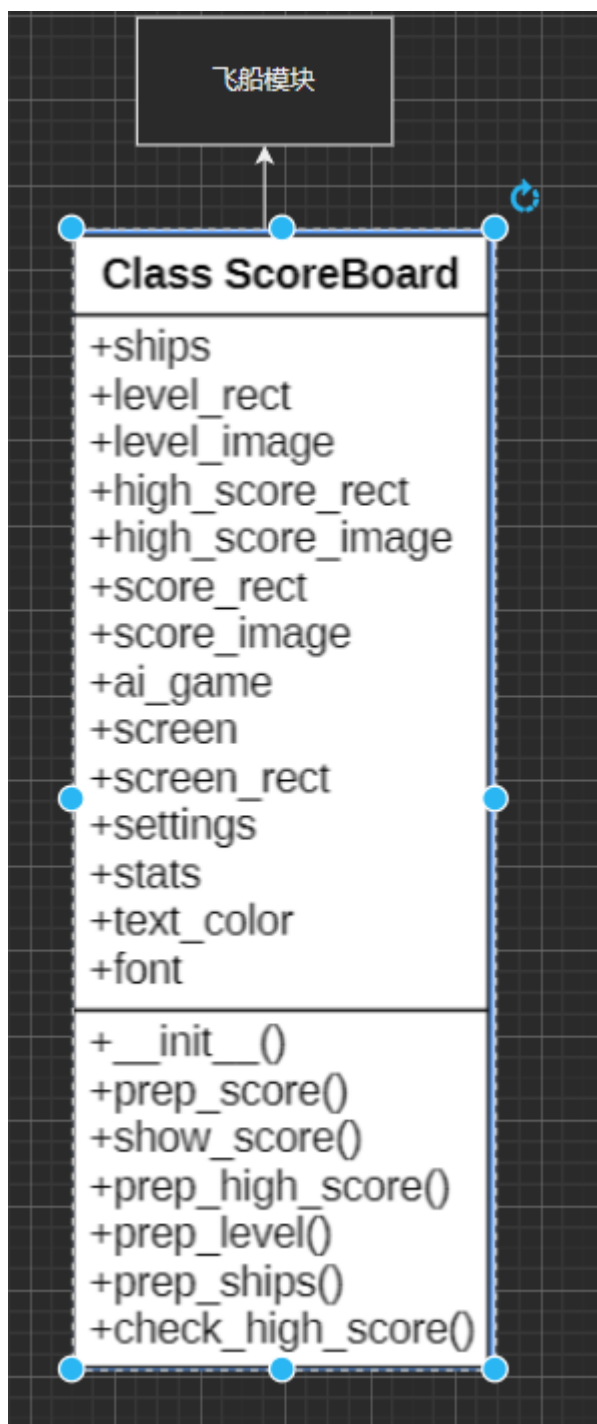 飞船模块
Class ScoreBoard
+ships
+level_rect
+level_image
+high_score_rect
+high_score_image
+score_rect
+score_image
+ai_game
+screen
+screen_rect
+settings
+stats
+text_color
+font
+__init__()
+prep_score()
+show_score()
+prep_high_score()
+prep_level()
+prep_ships()
+check_high_score()